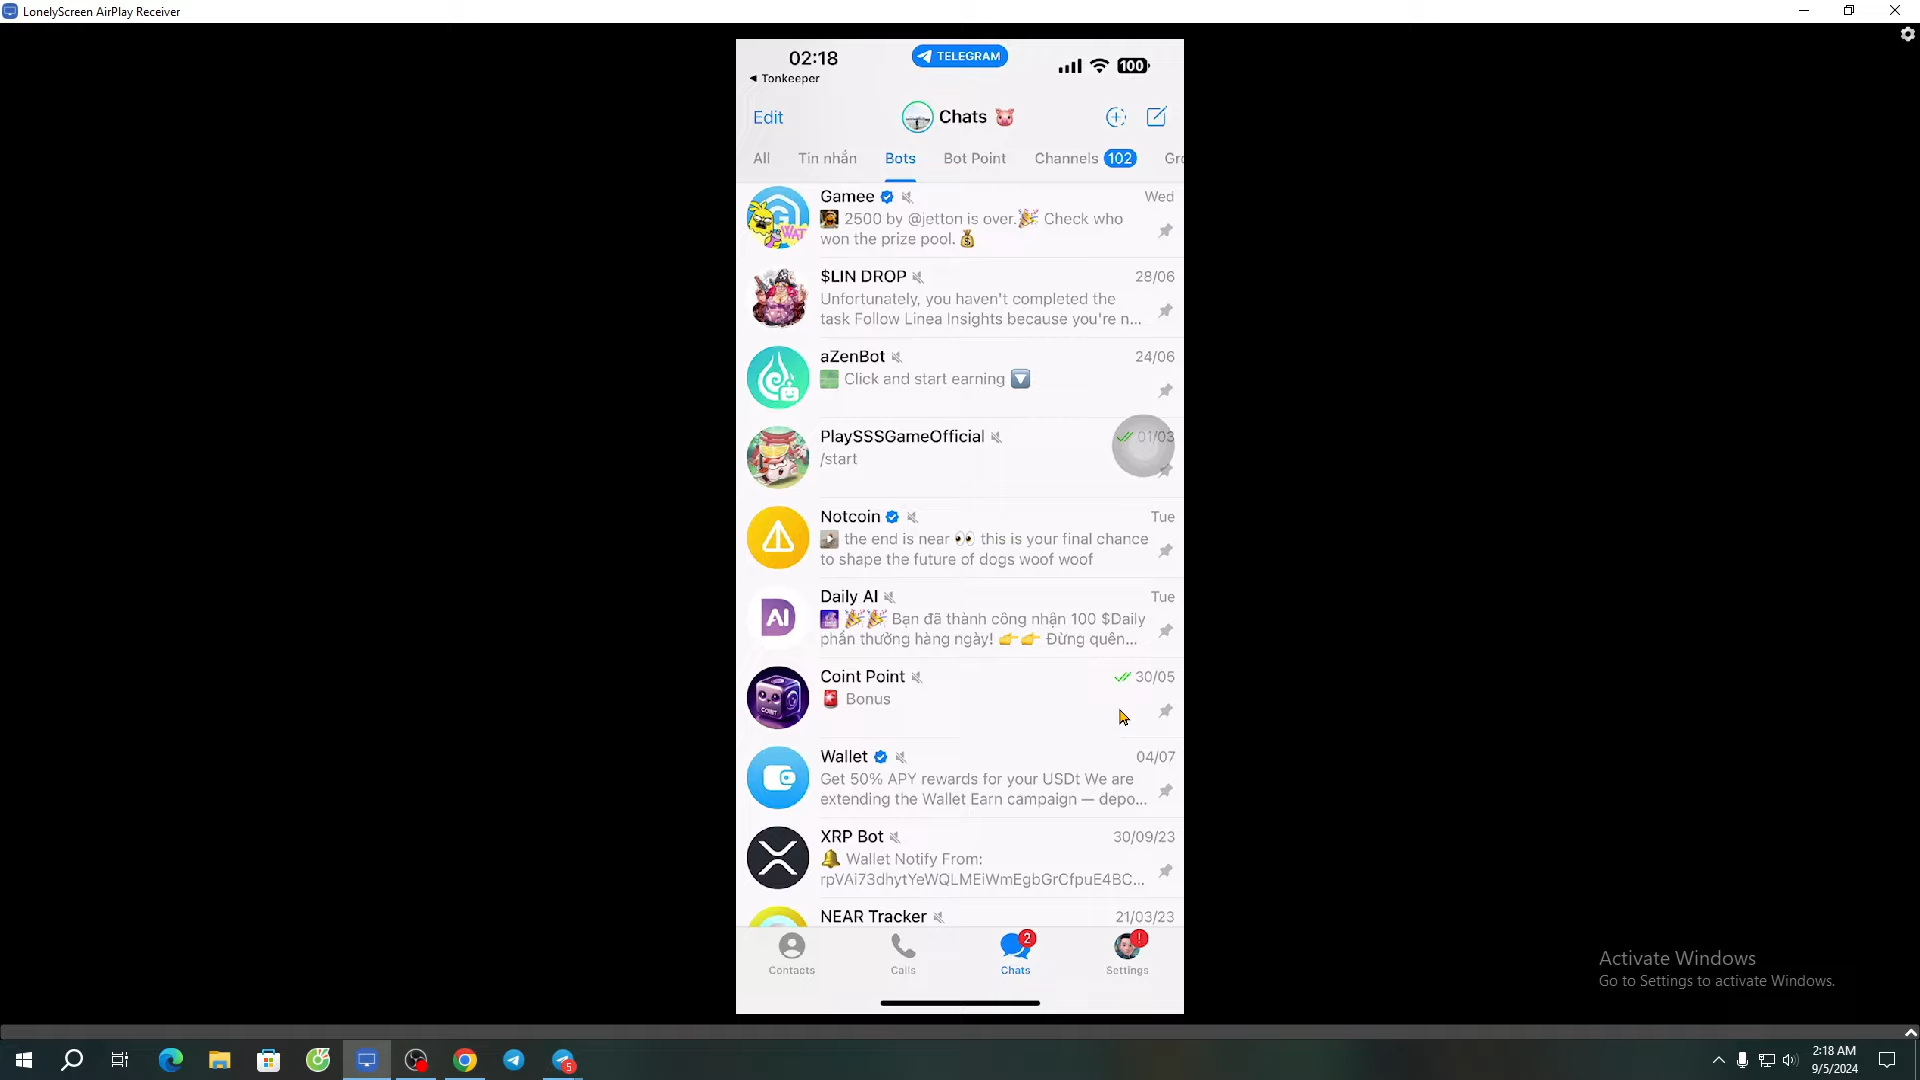 LonelyScreen AirPlay Receiver
02:18
TELEGRAM
100
◄ Tonkeeper
Edit
Chats 🐷
All Tin nhắn Bots Bot Point Channels 102 Gro
Gamee Wed
2500 by @jetton is over.🎉 Check who
won the prize pool. 💰
$LIN DROP 28/06
Unfortunately, you haven't completed the
task Follow Linea Insights because you're n...
aZenBot 24/06
Click and start earning 🔽
PlaySSSGameOfficial 01/03
/start
Notcoin Tue
the end is near 👀 this is your final chance
to shape the future of dogs woof woof
Daily AI Tue
AI
🎉🎉 Bạn đã thành công nhận 100 $Daily
phần thưởng hàng ngày! 👉👉 Đừng quên...
Coint Point 30/05
🚨 Bonus
Wallet 04/07
Get 50% APY rewards for your USDt We are
extending the Wallet Earn campaign — depo...
XRP Bot 30/09/23
🔔 Wallet Notify From:
rpVAi73dhytYeWQLMEiWmEgbGrCfpuE4BC...
NEAR Tracker 21/03/23
2
!
Contacts Calls Chats Settings
Activate Windows
Go to Settings to activate Windows.
5
2:18 AM
9/5/2024